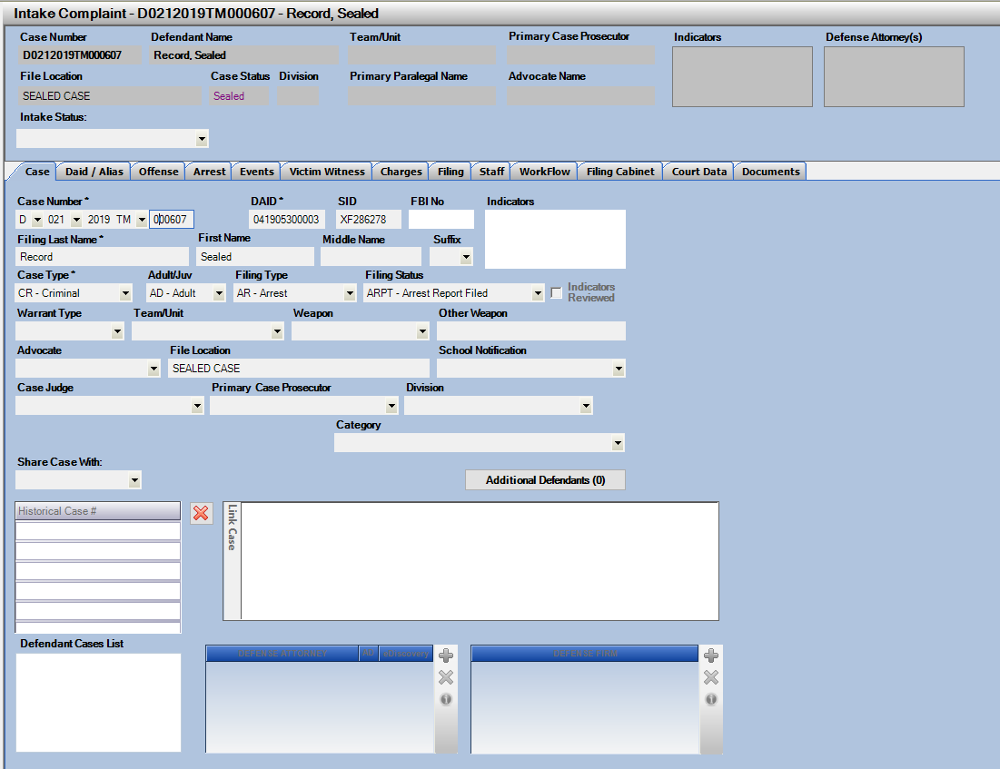 Intake Complaint - D0212019TM000607 - Record, Sealed
Case Number Defendant Name Team/Unit Primary Case Prosecutor Indicators Defense Attorney(s)
D0212019TM000607 Record, Sealed
File Location Case Status Division Primary Paralegal Name Advocate Name
SEALED CASE Sealed
Intake Status:
Case Daid / Alias Offense Arrest Events Victim Witness Charges Filing Staff WorkFlow Filing Cabinet Court Data Documents
Case Number * DAID * SID FBI No Indicators
D 021 2019 TM 000607 041905300003 XF286278
Filing Last Name * First Name Middle Name Suffix
Record Sealed
Case Type * Adult/Juv Filing Type Filing Status
CR - Criminal AD - Adult AR - Arrest ARPT - Arrest Report Filed Indicators
Reviewed
Warrant Type Team/Unit Weapon Other Weapon
Advocate File Location School Notification
SEALED CASE
Case Judge Primary Case Prosecutor Division
Category
Share Case With:
Additional Defendants (0)
Historical Case #
Link Case
Defendant Cases List
DEFENSE ATTORNEY AD eDiscovery DEFENSE FIRM